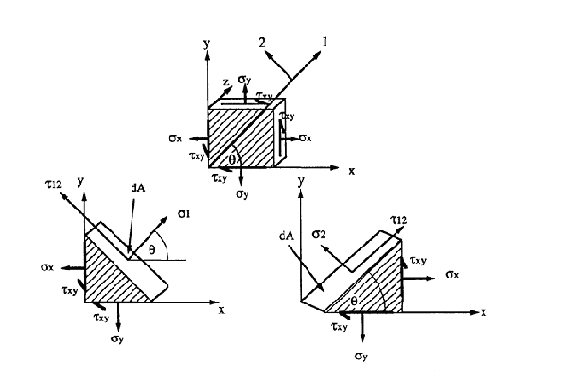 y 2 1
z σy τxy
τxy
σx σx
τxy θ
τxy x
σy
τ12 y dA σ1
θ
σx
τxy
τxy x
σy
y τ12
dA σ2
τxy
σx
θ
τxy
σy